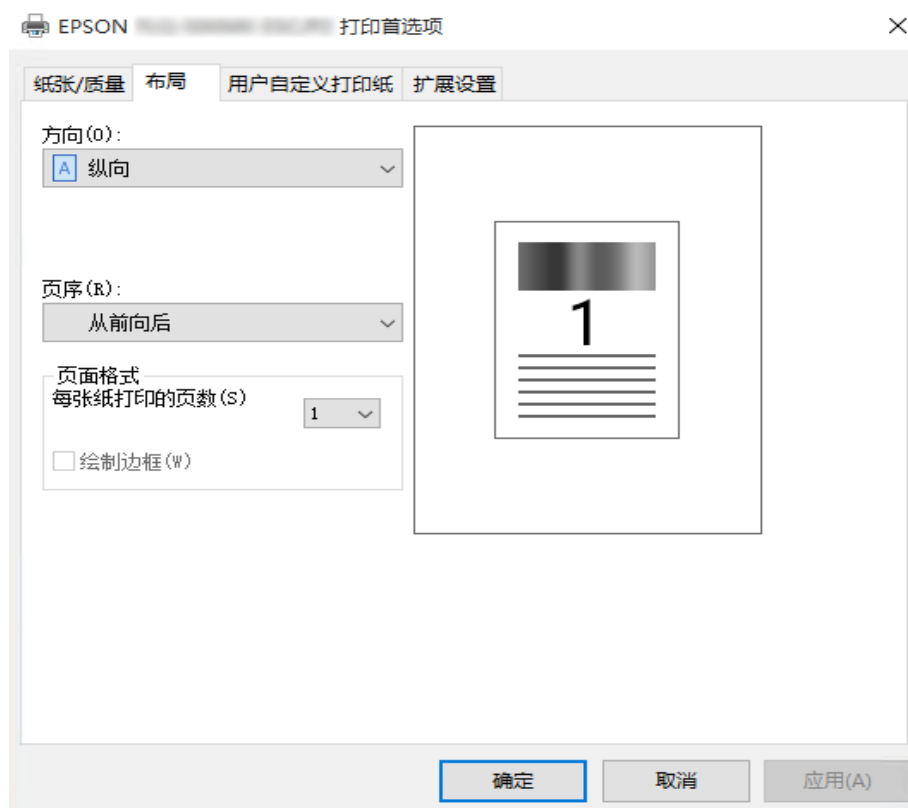 EPSON 打印首选项
纸张/质量 布局 用户自定义打印纸 扩展设置
方向(O):
A 纵向
页序(R):
从前向后
页面格式
每张纸打印的页数(S)
1
绘制边框(W)
1
确定 取消 应用(A)